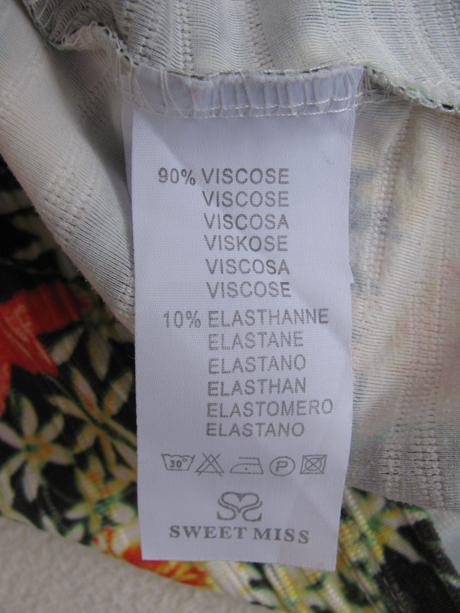 90% VISCOSE
VISCOSE
VISCOSA
VISKOSE
VISCOSA
VISCOSE
10% ELASTHANNE
ELASTANE
ELASTANO
ELASTHAN
ELASTOMERO
ELASTANO
30° P
SWEET MISS